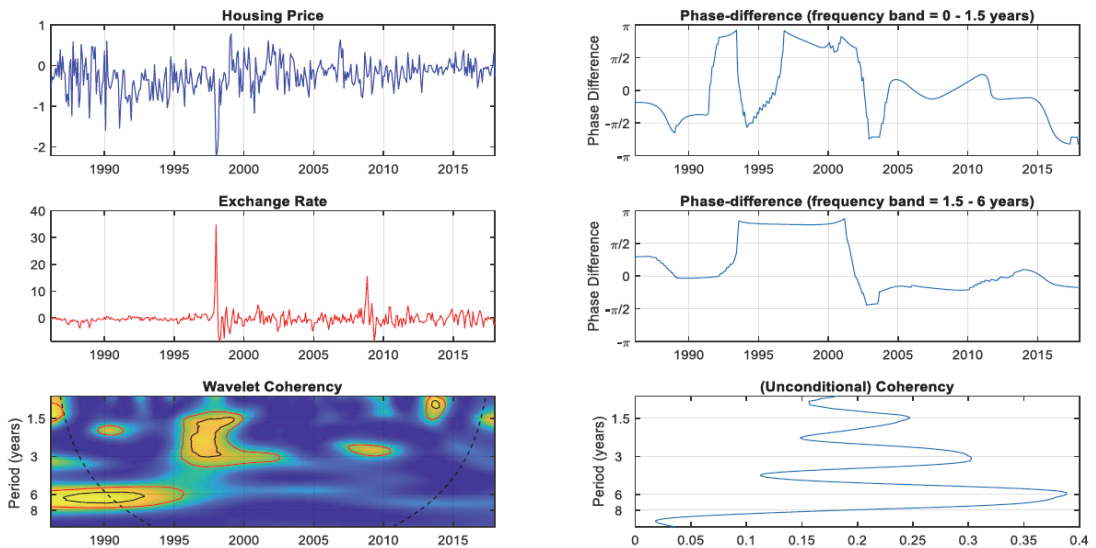 Housing Price
1
0
-1
-2
1990 1995 2000 2005 2010 2015
Phase-difference (frequency band = 0 - 1.5 years)
Phase Difference
π
π/2
0
-π/2
-π
1990 1995 2000 2005 2010 2015
Exchange Rate
40
30
20
10
0
1990 1995 2000 2005 2010 2015
Phase-difference (frequency band = 1.5 - 6 years)
Phase Difference
π
π/2
0
-π/2
-π
1990 1995 2000 2005 2010 2015
Wavelet Coherency
Period (years)
1.5
3
6
8
1990 1995 2000 2005 2010 2015
(Unconditional) Coherency
Period (years)
1.5
3
6
8
0 0.05 0.1 0.15 0.2 0.25 0.3 0.35 0.4